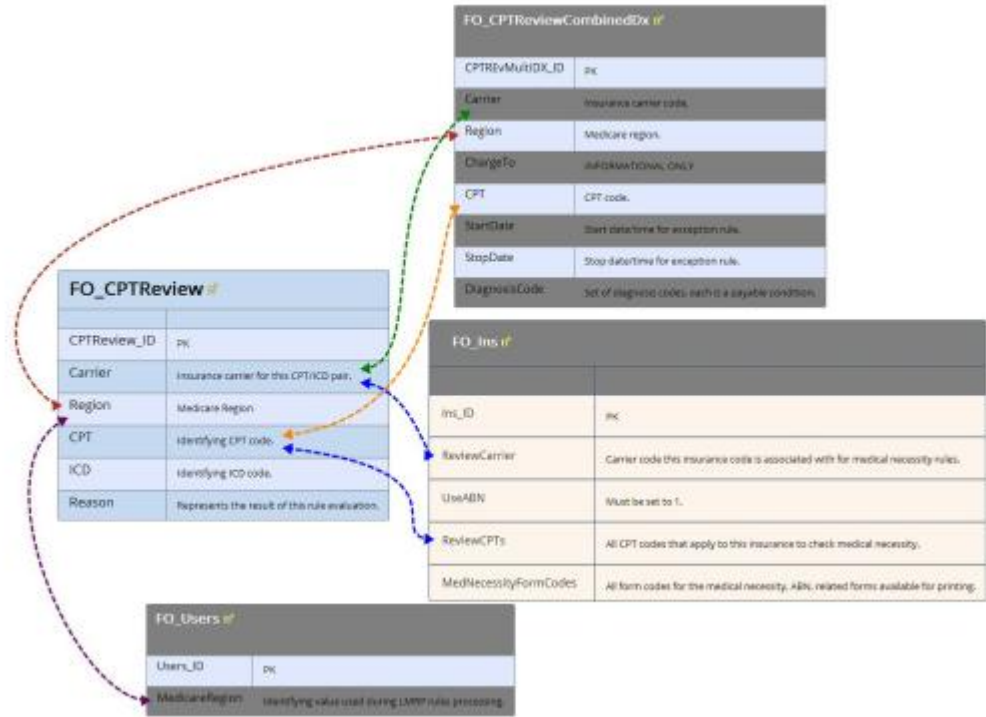 FO_CPTReviewCombinedDx
CPTREvMultiDX_ID PK
Carrier Insurance carrier code.
Region Medicare region.
ChargeTo INFORMATIONAL ONLY
CPT CPT code.
StartDate Start date/time for exception rule.
StopDate Stop date/time for exception rule.
DiagnosisCode Set of diagnosis codes, each is a payable condition.
FO_CPTReview
CPTReview_ID PK
Carrier Insurance carrier for this CPT/ICD pair.
Region Medicare Region
CPT Identifying CPT code.
ICD Identifying ICD code.
Reason Represents the result of this rule evaluation.
FO_Ins
Ins_ID PK
ReviewCarrier Carrier code this insurance code is associated with for medical necessity rules.
UseABN Must be set to 1.
ReviewCPTs All CPT codes that apply to this insurance to check medical necessity.
MedNecessityFormCodes All form codes for the medical necessity, ABN, related forms available for printing.
FO_Users
Users_ID PK
MedicareRegion Identifying value used during LMRP rules processing.